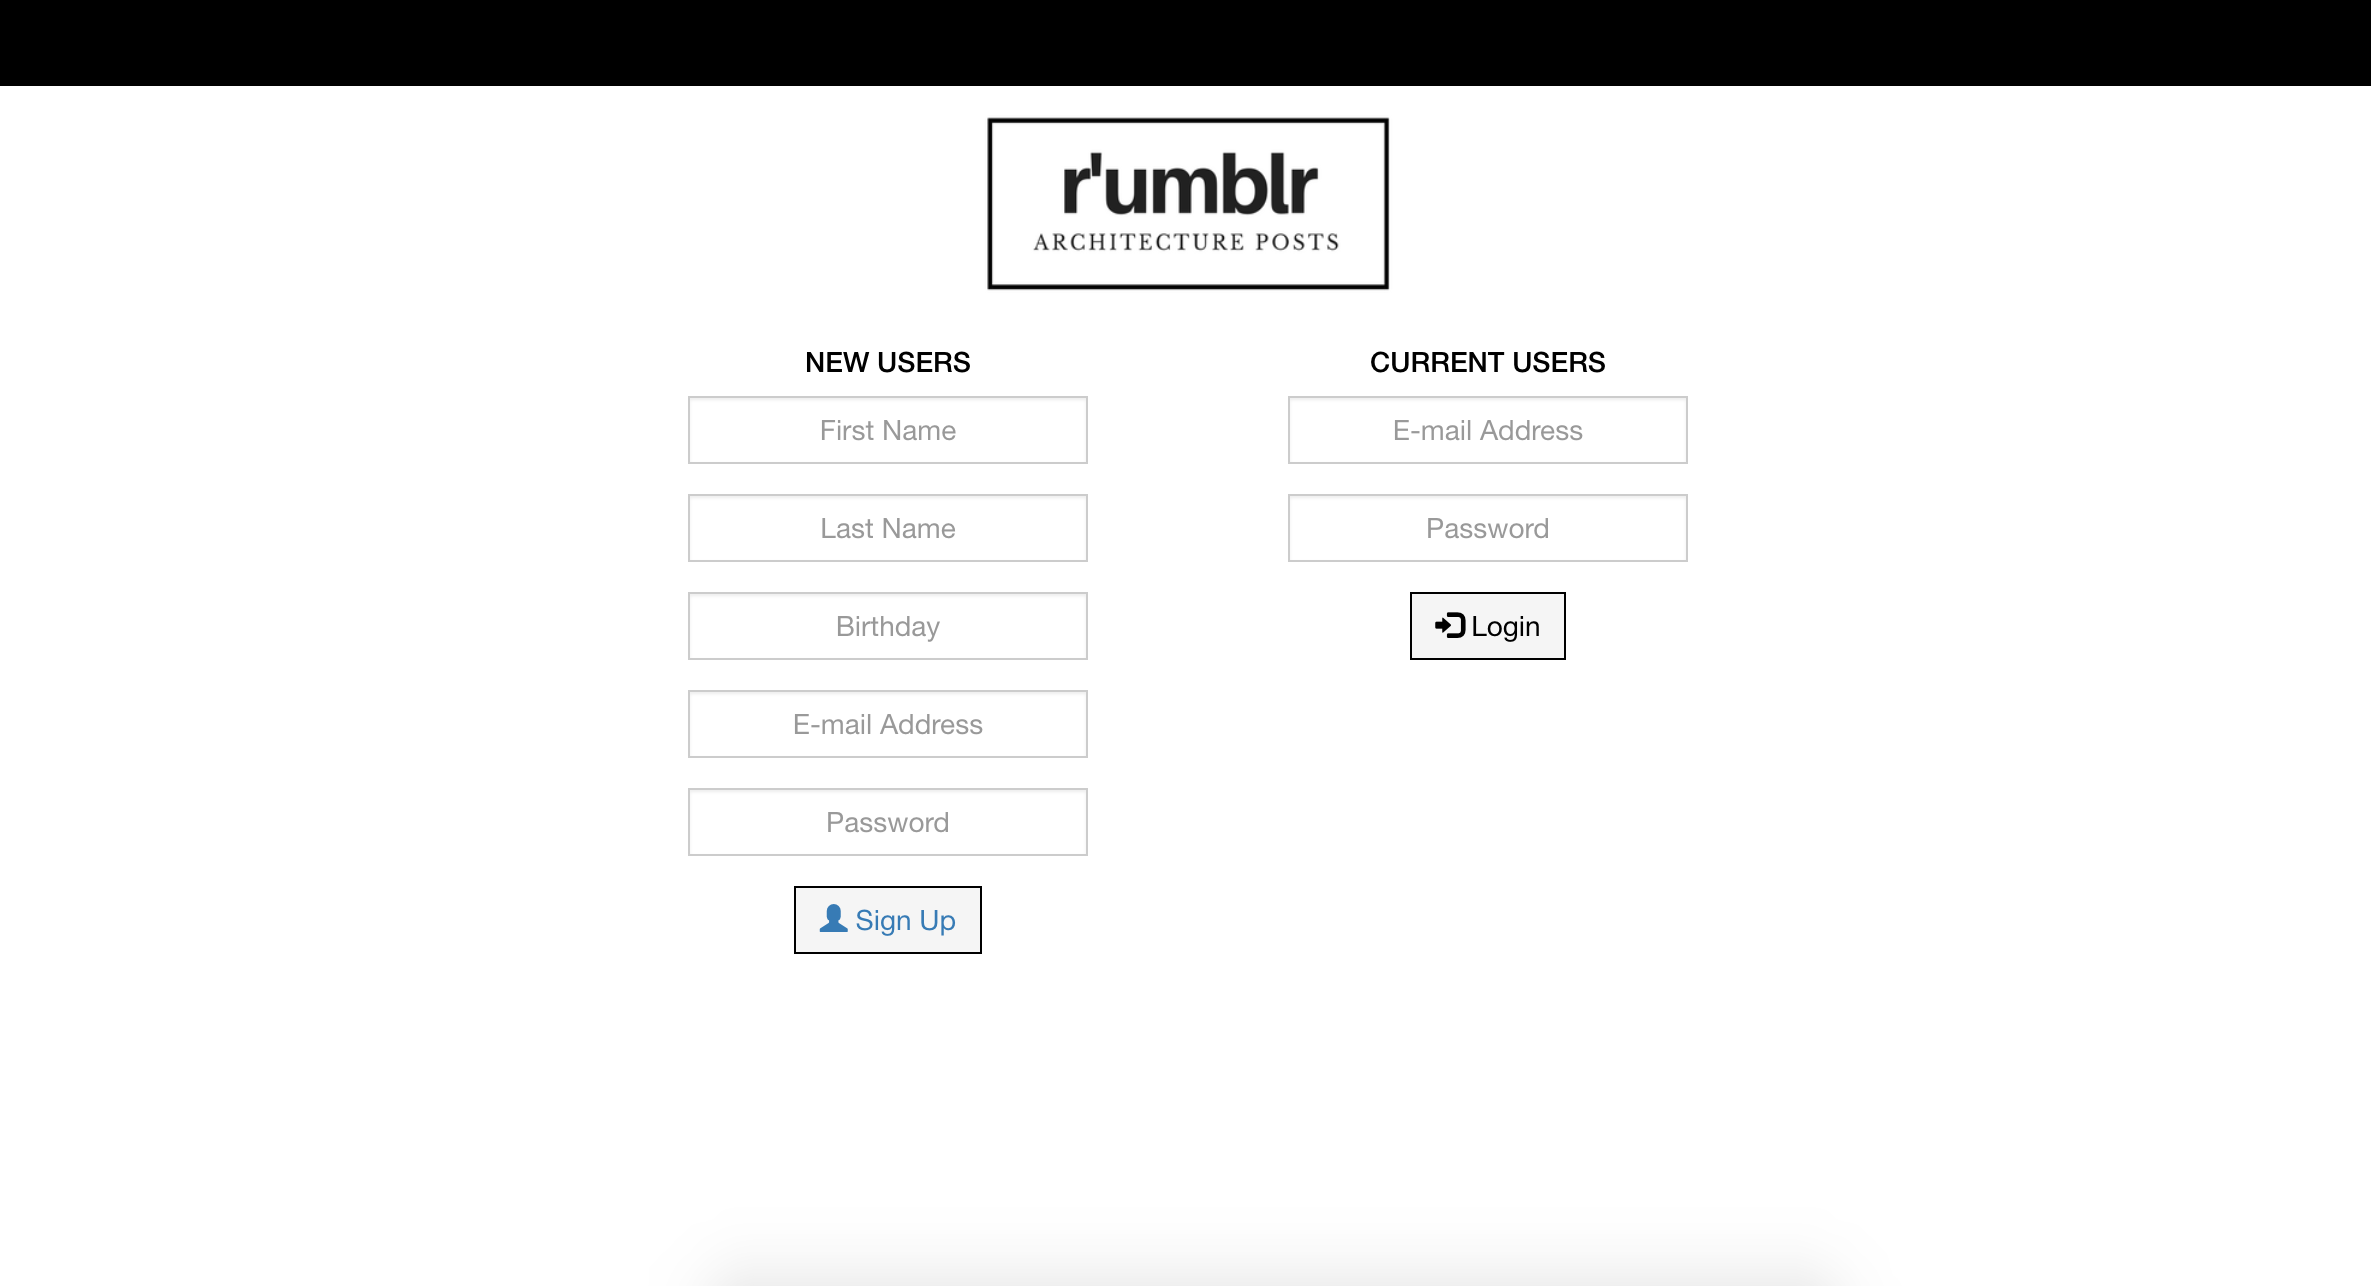 r'umblr
ARCHITECTURE POSTS
NEW USERS
First Name
Last Name
Birthday
E-mail Address
Password
Sign Up
CURRENT USERS
E-mail Address
Password
Login